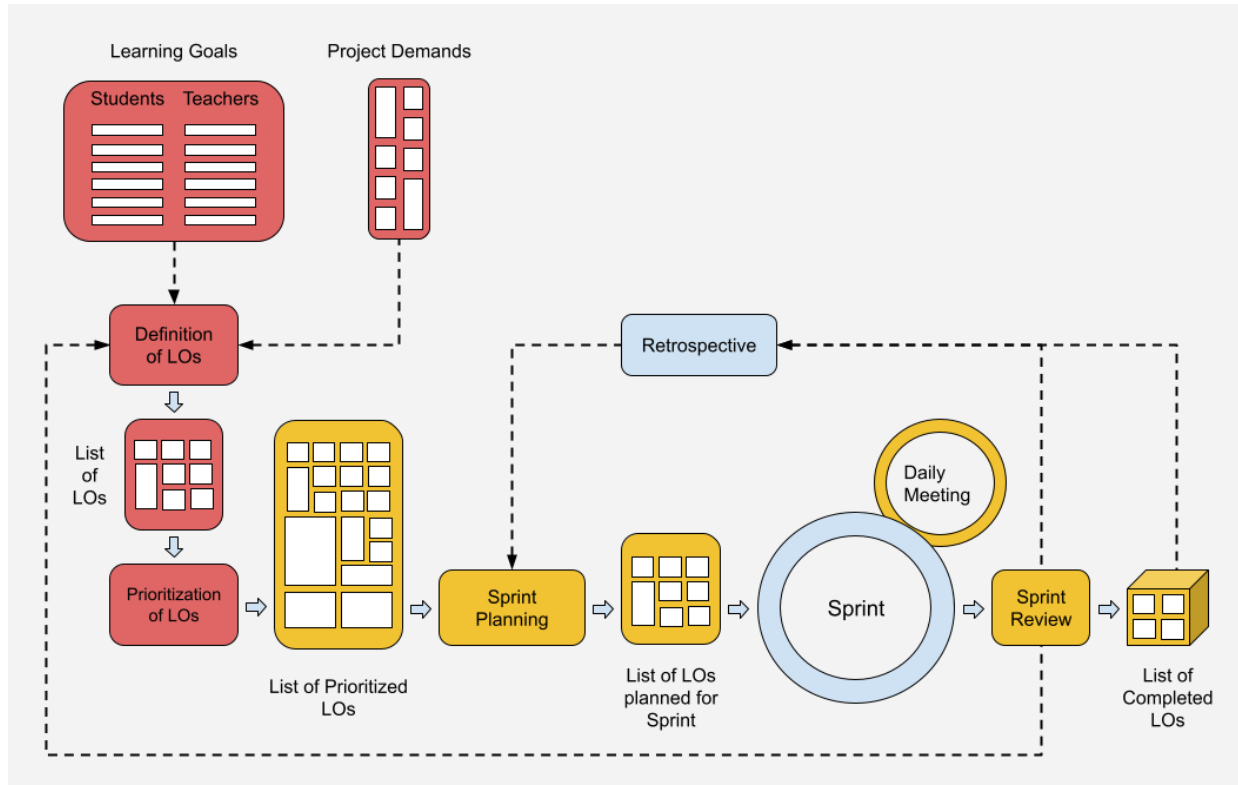 Learning Goals
Project Demands
Students
Teachers
Definition
of LOs
Retrospective
List
of
LOs
Daily
Meeting
Prioritization
of LOs
Sprint
Planning
Sprint
Sprint
Review
List of Prioritized
LOs
List of LOs
planned for
Sprint
List of
Completed
LOs